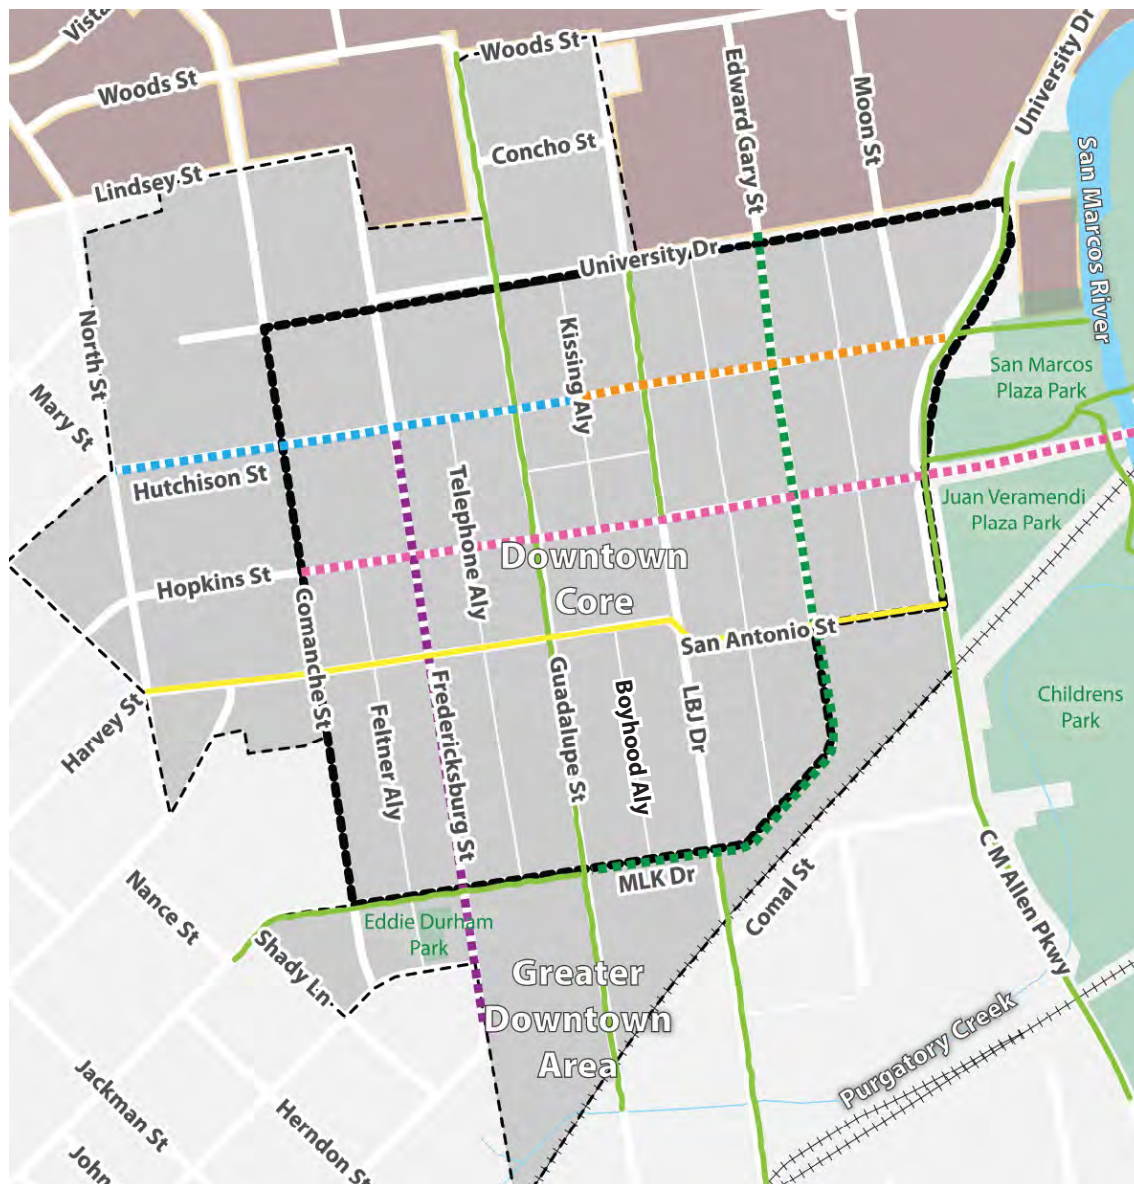 Vista
Woods St
University Dr
Woods St
Edward Gary St
Moon St
Concho St
San Marcos River
Lindsey St
University Dr
North St
Kissing Aly
San Marcos
Plaza Park
Mary St
Hutchison St
Telephone Aly
Juan Veramendi
Plaza Park
Downtown
Core
Hopkins St
Comanche St
San Antonio St
Harvey St
Fredericksburg St
Guadalupe St
Boyhood Aly
LBJ Dr
Childrens
Park
Feltner Aly
C M Allen Pkwy
MLK Dr
Comal St
Nance St
Eddie Durham
Park
Shady Ln
Greater
Downtown
Area
Purgatory Creek
Jackman St
Herndon St
John